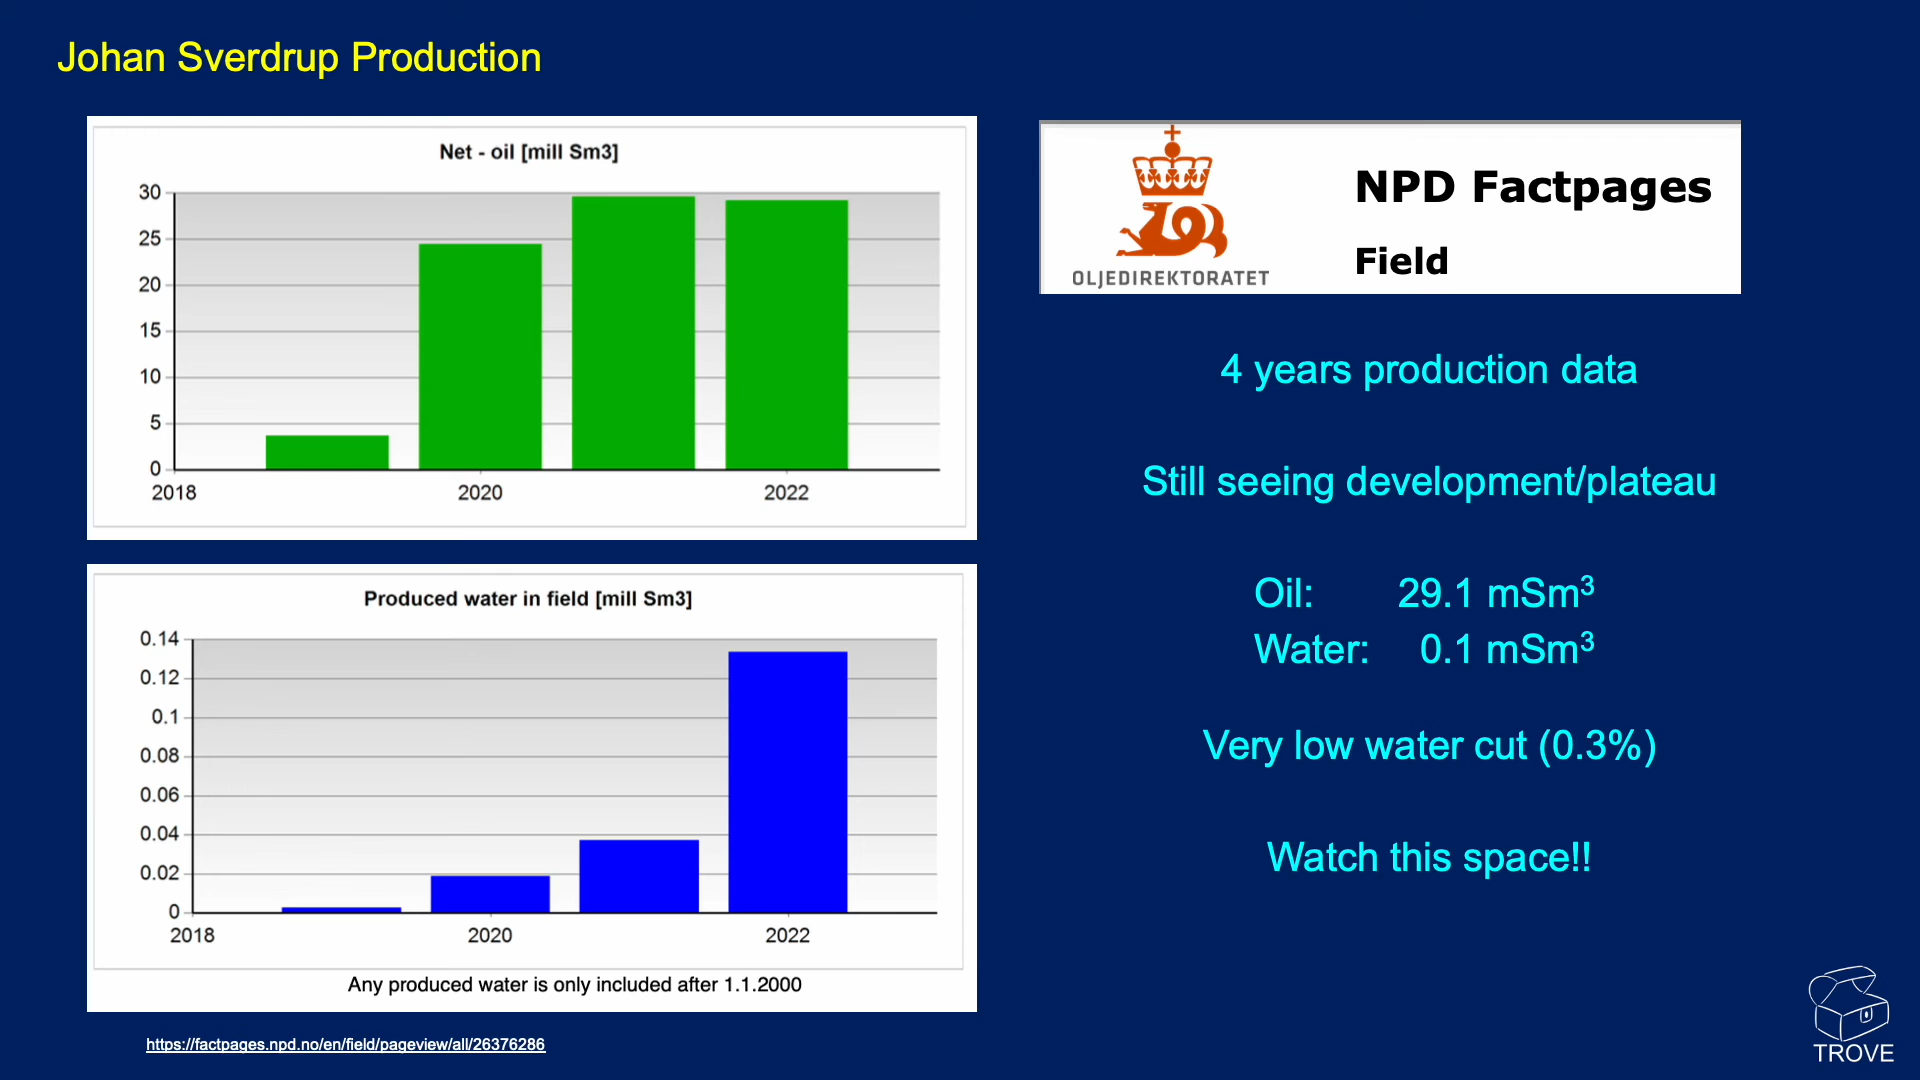 Johan Sverdrup Production
Net - oil [mill Sm3]
30
25
20
15
10
5
0
2018
2020
2022
Produced water in field [mill Sm3]
0.14
0.12
0.1
0.08
0.06
0.04
0.02
0
2018
2020
2022
Any produced water is only included after 1.1.2000
https://factpages.npd.no/en/field/pageview/all/26376286
OLJEDIREKTORATET
NPD Factpages
Field
4 years production data
Still seeing development/plateau
Oil: 29.1 mSm³
Water: 0.1 mSm³
Very low water cut (0.3%)
Watch this space!!
TROVE